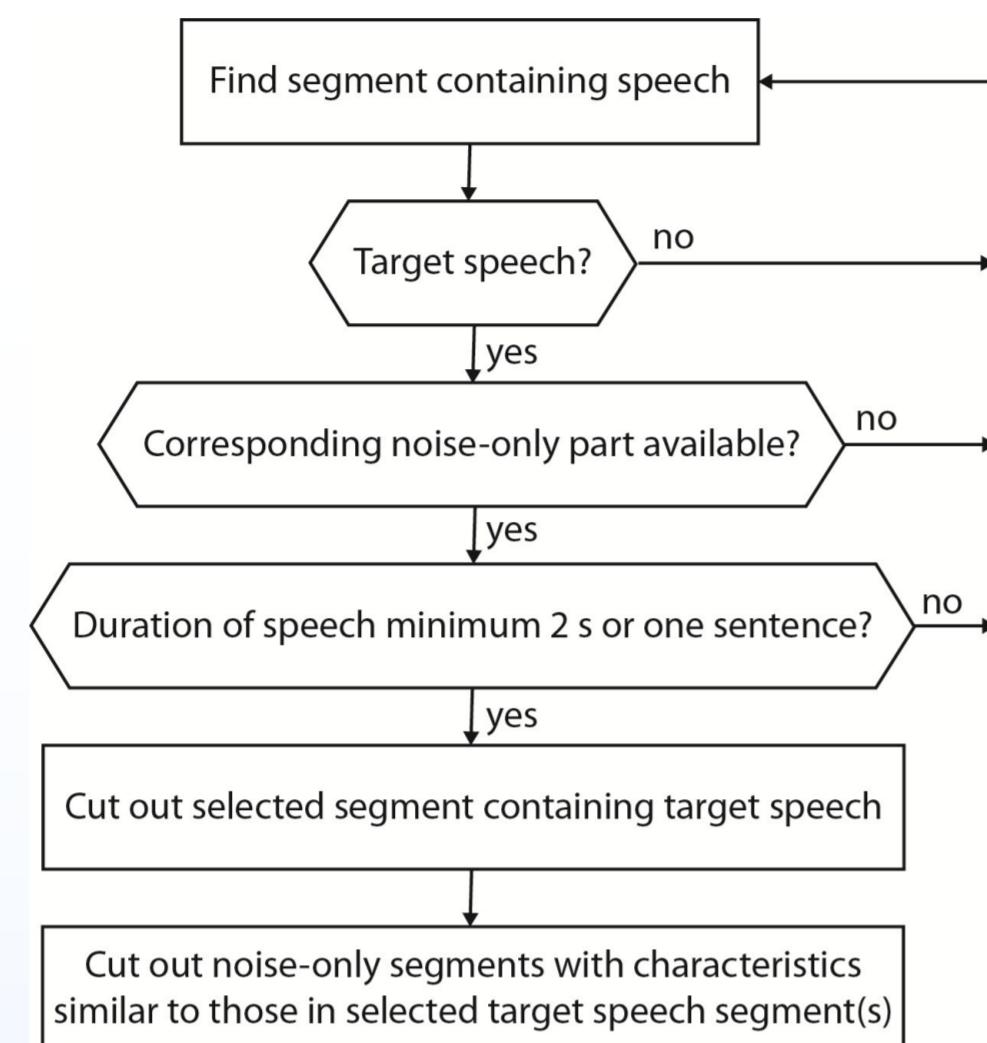 Find segment containing speech
Target speech?
no
yes
Corresponding noise-only part available?
no
yes
Duration of speech minimum 2 s or one sentence?
no
yes
Cut out selected segment containing target speech
Cut out noise-only segments with characteristics
similar to those in selected target speech segment(s)